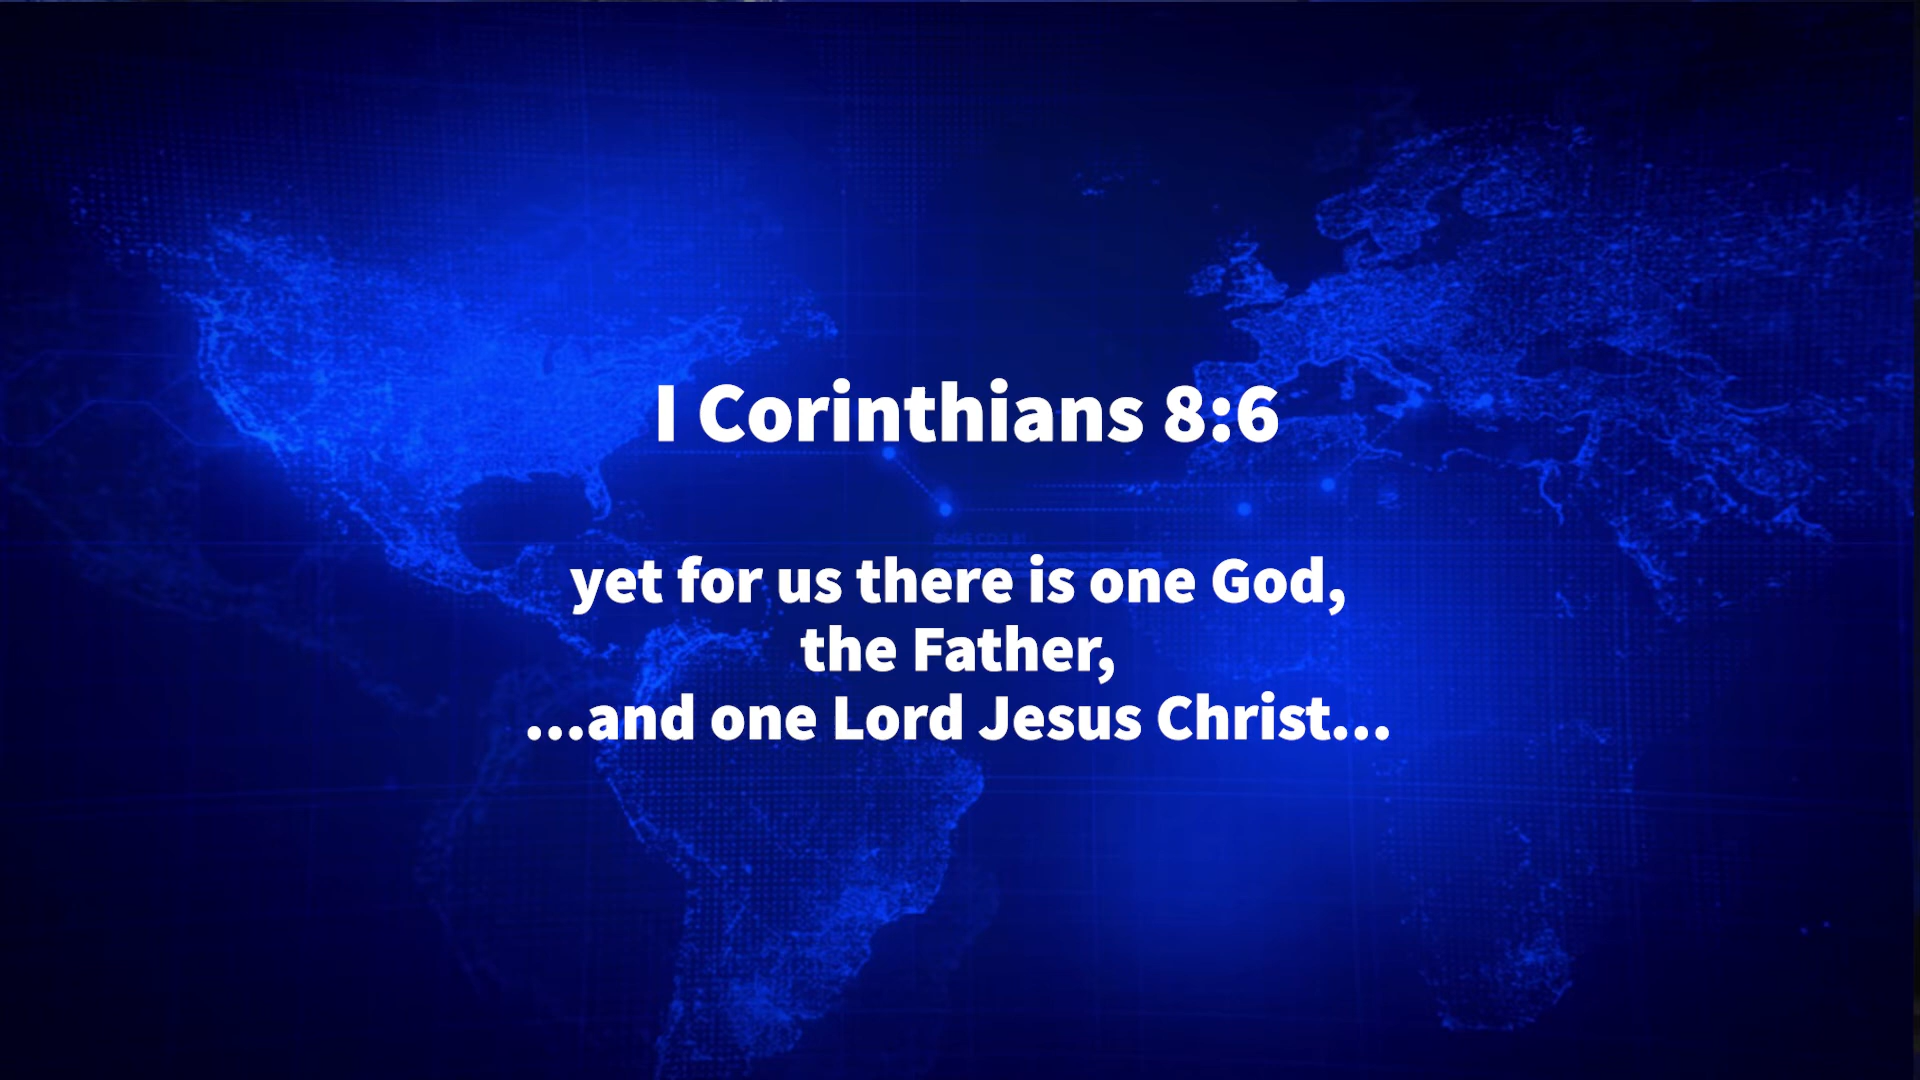 I Corinthians 8:6
yet for us there is one God,
the Father,
...and one Lord Jesus Christ...